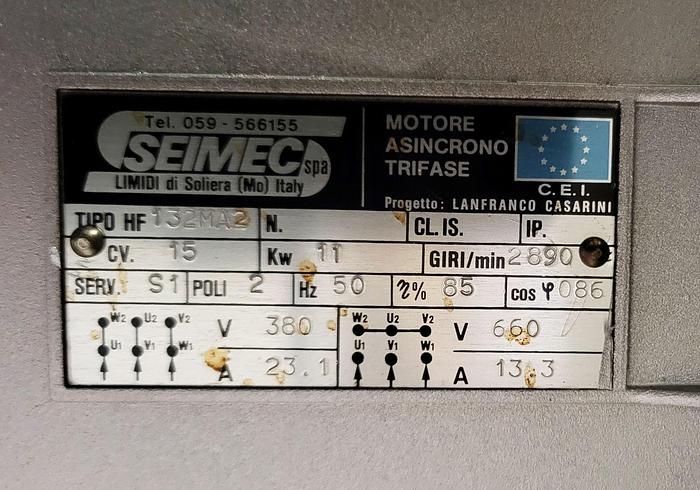 Tel. 059 - 566155
SEIMEC spa
LIMIDI di Soliera (Mo) Italy
MOTORE
ASINCRONO
TRIFASE
C.E.I.
Progetto: LANFRANCO CASARINI
TIPO HF 132MA2 N. CL.IS. IP.
CV. 15 Kw 11 GIRI/min 2890
SERV. S1 POLI 2 Hz 50 η% 85 cos φ 086
W2 U2 V2 V 380 W2 U2 V2 V 660
U1 V1 W1 A 23.1 U1 V1 W1 A 13.3